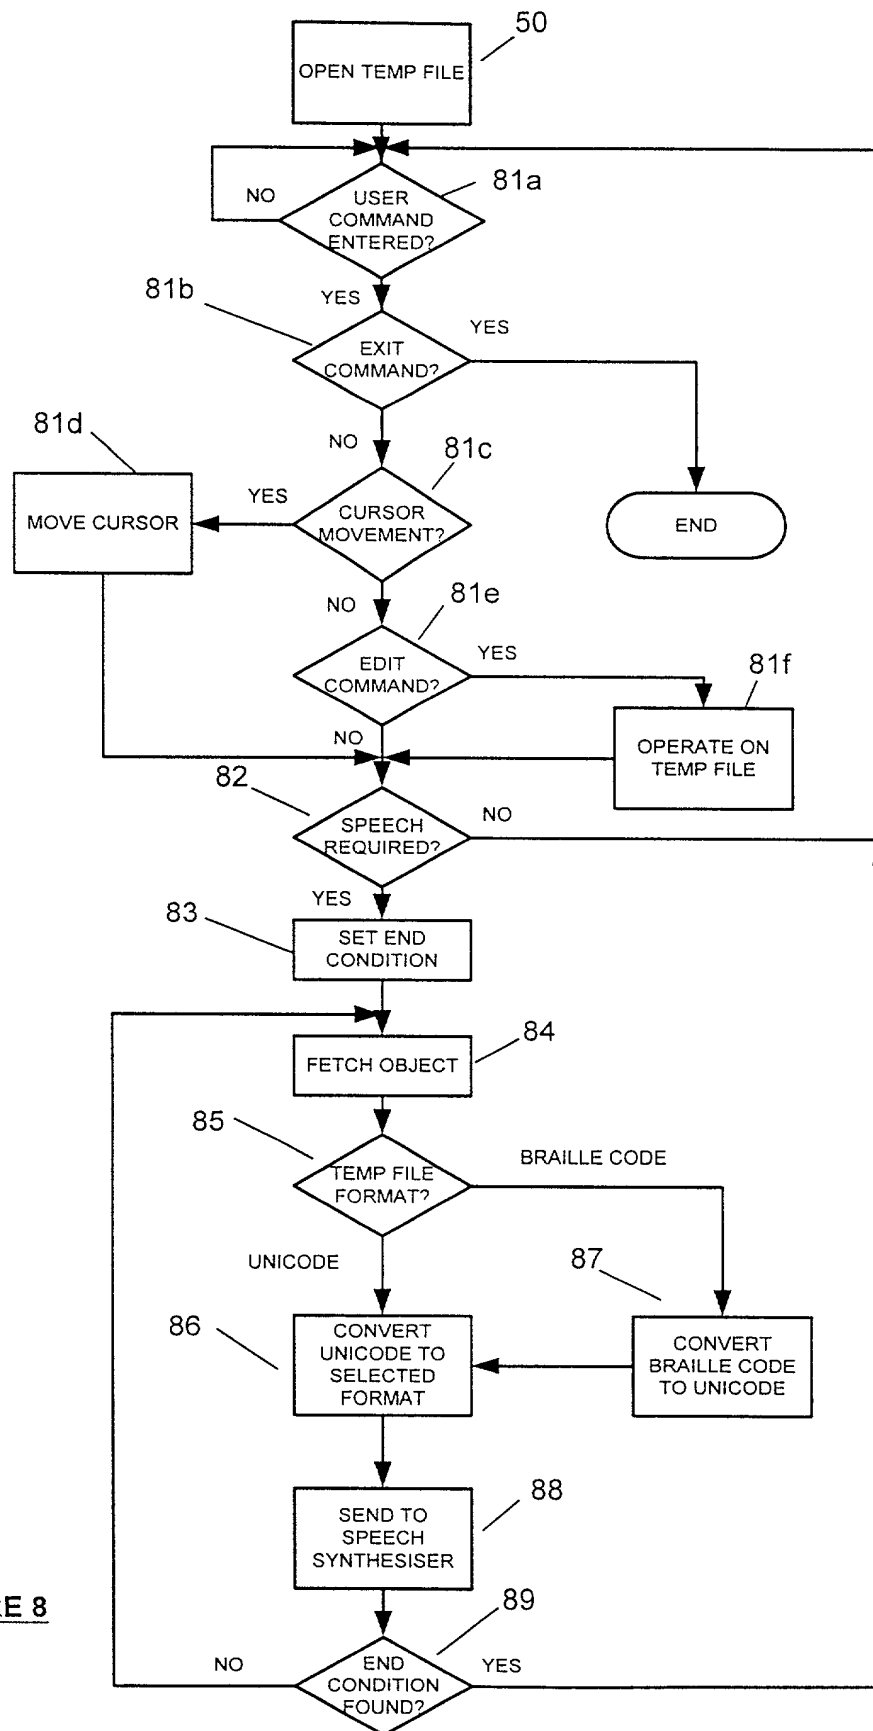 50
OPEN TEMP FILE
81a
NO
USER
COMMAND
ENTERED?
81b
YES
YES
EXIT
COMMAND?
81d
NO
81c
YES
MOVE CURSOR
CURSOR
MOVEMENT?
END
NO
81e
YES
EDIT
COMMAND?
81f
NO
OPERATE ON
TEMP FILE
82
NO
SPEECH
REQUIRED?
YES
83
SET END
CONDITION
84
FETCH OBJECT
85
BRAILLE CODE
TEMP FILE
FORMAT?
UNICODE
87
86
CONVERT
UNICODE TO
SELECTED
FORMAT
CONVERT
BRAILLE CODE
TO UNICODE
88
SEND TO
SPEECH
SYNTHESISER
89
E 8
NO
YES
END
CONDITION
FOUND?